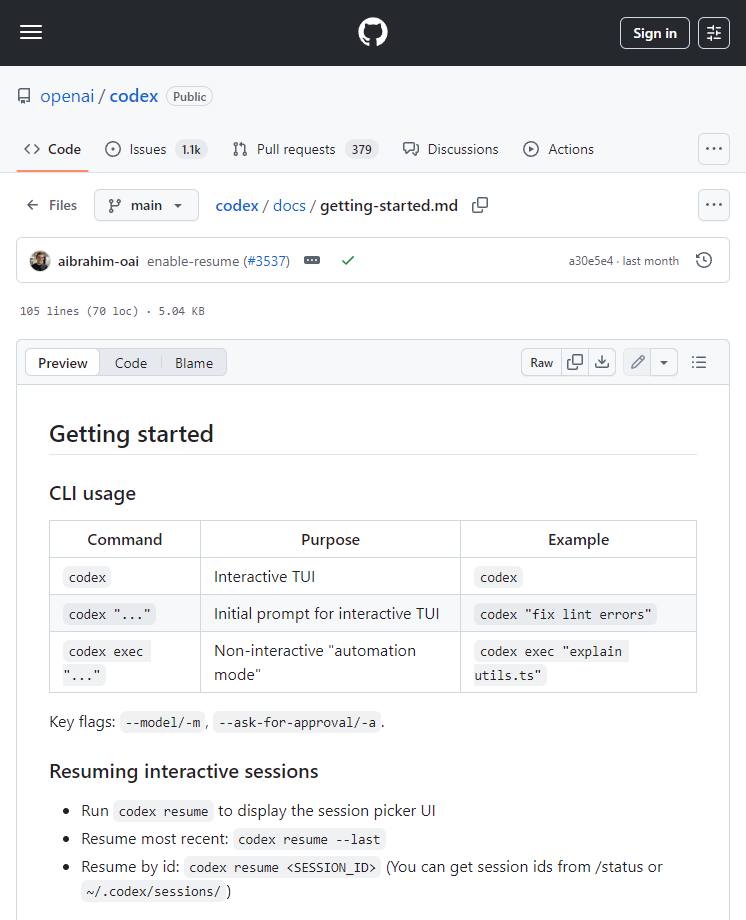 Sign in
openai / codex Public
Code Issues 1.1k Pull requests 379 Discussions Actions
Files main codex / docs / getting-started.md
aibrahim-oai enable-resume (#3537) a30e5e4 · last month
105 lines (70 loc) · 5.04 KB
Preview Code Blame Raw
Getting started
CLI usage
Command Purpose Example
codex Interactive TUI codex
codex "..." Initial prompt for interactive TUI codex "fix lint errors"
codex exec "..." Non-interactive "automation mode" codex exec "explain utils.ts"
Key flags: --model/-m, --ask-for-approval/-a.
Resuming interactive sessions
• Run codex resume to display the session picker UI
• Resume most recent: codex resume --last
• Resume by id: codex resume <SESSION_ID> (You can get session ids from /status or
~/.codex/sessions/ )